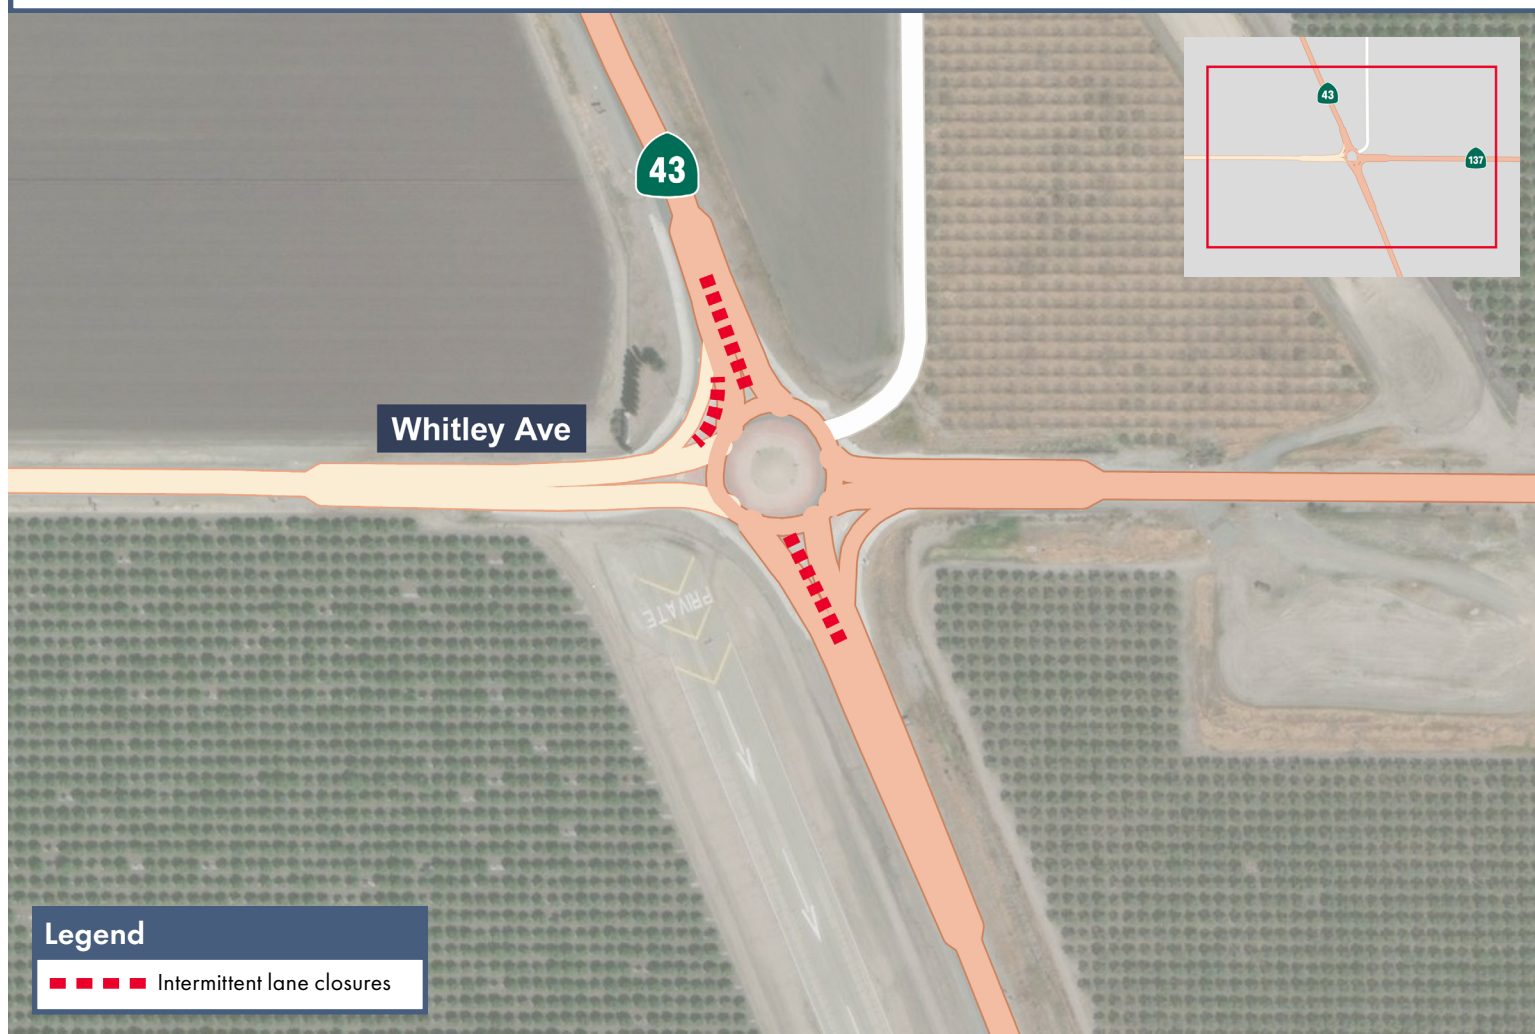 43
43
137
Whitley Ave
PRIVATE
Legend
Intermittent lane closures